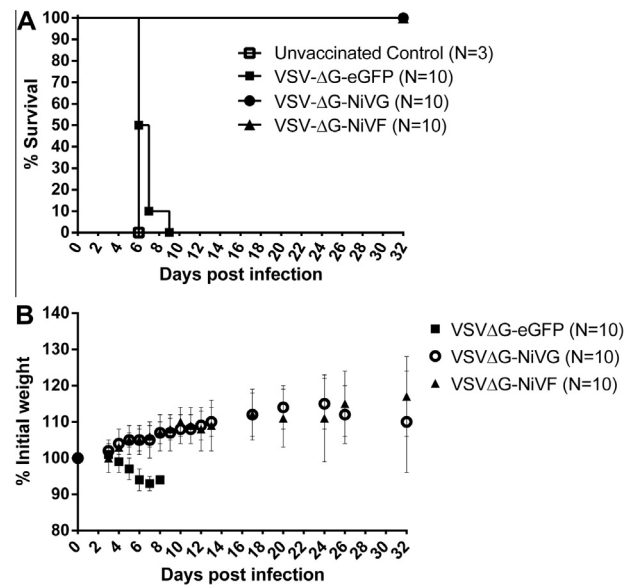 A
100
90
80
70
60
50
40
30
20
10
0
% Survival
Unvaccinated Control (N=3)
VSV-ΔG-eGFP (N=10)
VSV-ΔG-NiVG (N=10)
VSV-ΔG-NiVF (N=10)
0 2 4 6 8 10 12 14 16 18 20 22 24 26 28 30 32
Days post infection
B
140
130
120
110
100
90
80
% Initial weight
VSVΔG-eGFP (N=10)
VSVΔG-NiVG (N=10)
VSVΔG-NiVF (N=10)
0 2 4 6 8 10 12 14 16 18 20 22 24 26 28 30 32
Days post infection